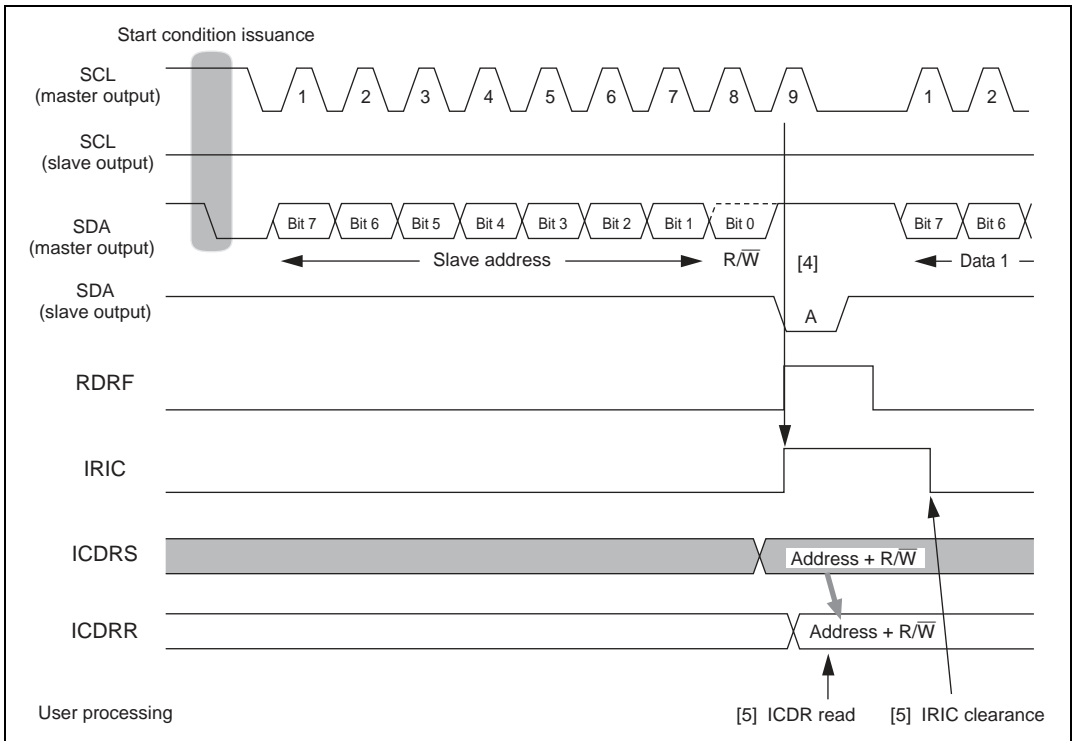 Start condition issuance
SCL
(master output)
1 2 3 4 5 6 7 8 9 1 2
SCL
(slave output)
SDA
(master output)
Bit 7 Bit 6 Bit 5 Bit 4 Bit 3 Bit 2 Bit 1 Bit 0 Bit 7 Bit 6
Slave address R/W̅ [4] Data 1
SDA
(slave output)
A
RDRF
IRIC
ICDRS
Address + R/W̅
ICDRR
Address + R/W̅
User processing
[5] ICDR read [5] IRIC clearance